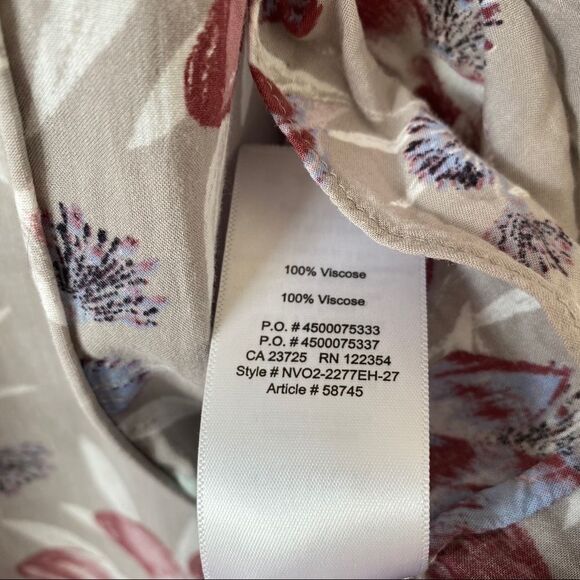 100% Viscose
100% Viscose
P.O. # 4500075333
P.O. # 4500075337
CA 23725 RN 122354
Style # NVO2-2277EH-27
Article # 58745